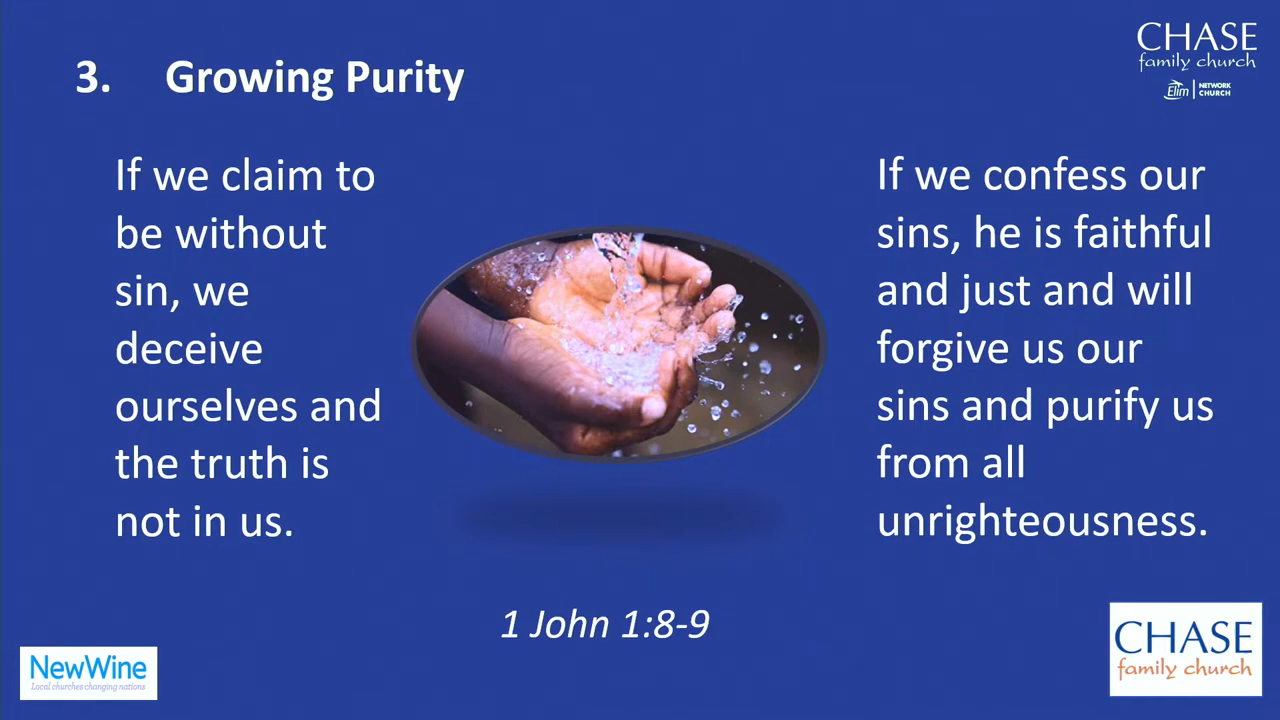 3. Growing Purity
CHASE
family church
Elim NETWORK
CHURCH
If we claim to
be without
sin, we
deceive
ourselves and
the truth is
not in us.
If we confess our
sins, he is faithful
and just and will
forgive us our
sins and purify us
from all
unrighteousness.
1 John 1:8-9
NewWine
Local churches changing nations
CHASE
family church